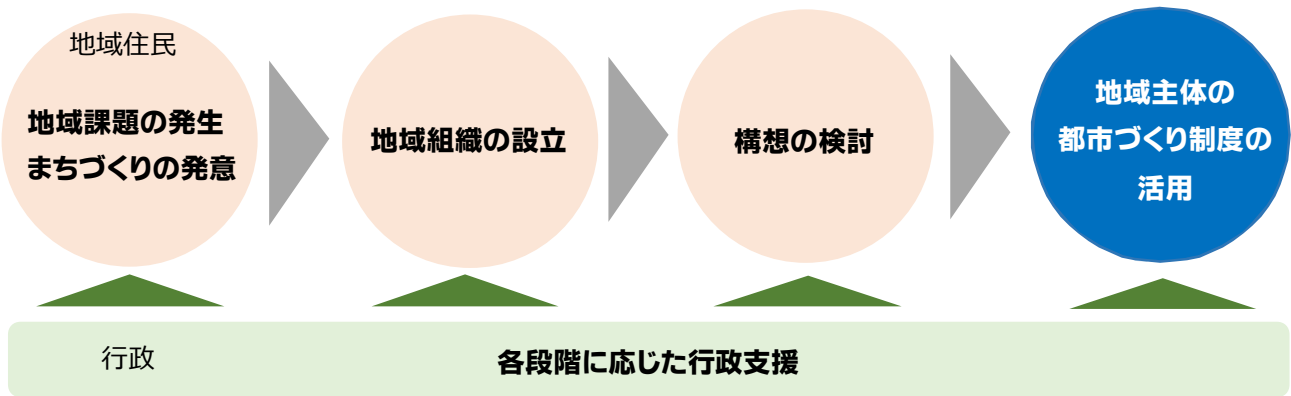 地域住民
地域課題の発生
まちづくりの発意
地域組織の設立
構想の検討
地域主体の
都市づくり制度の
活用
行政
各段階に応じた行政支援